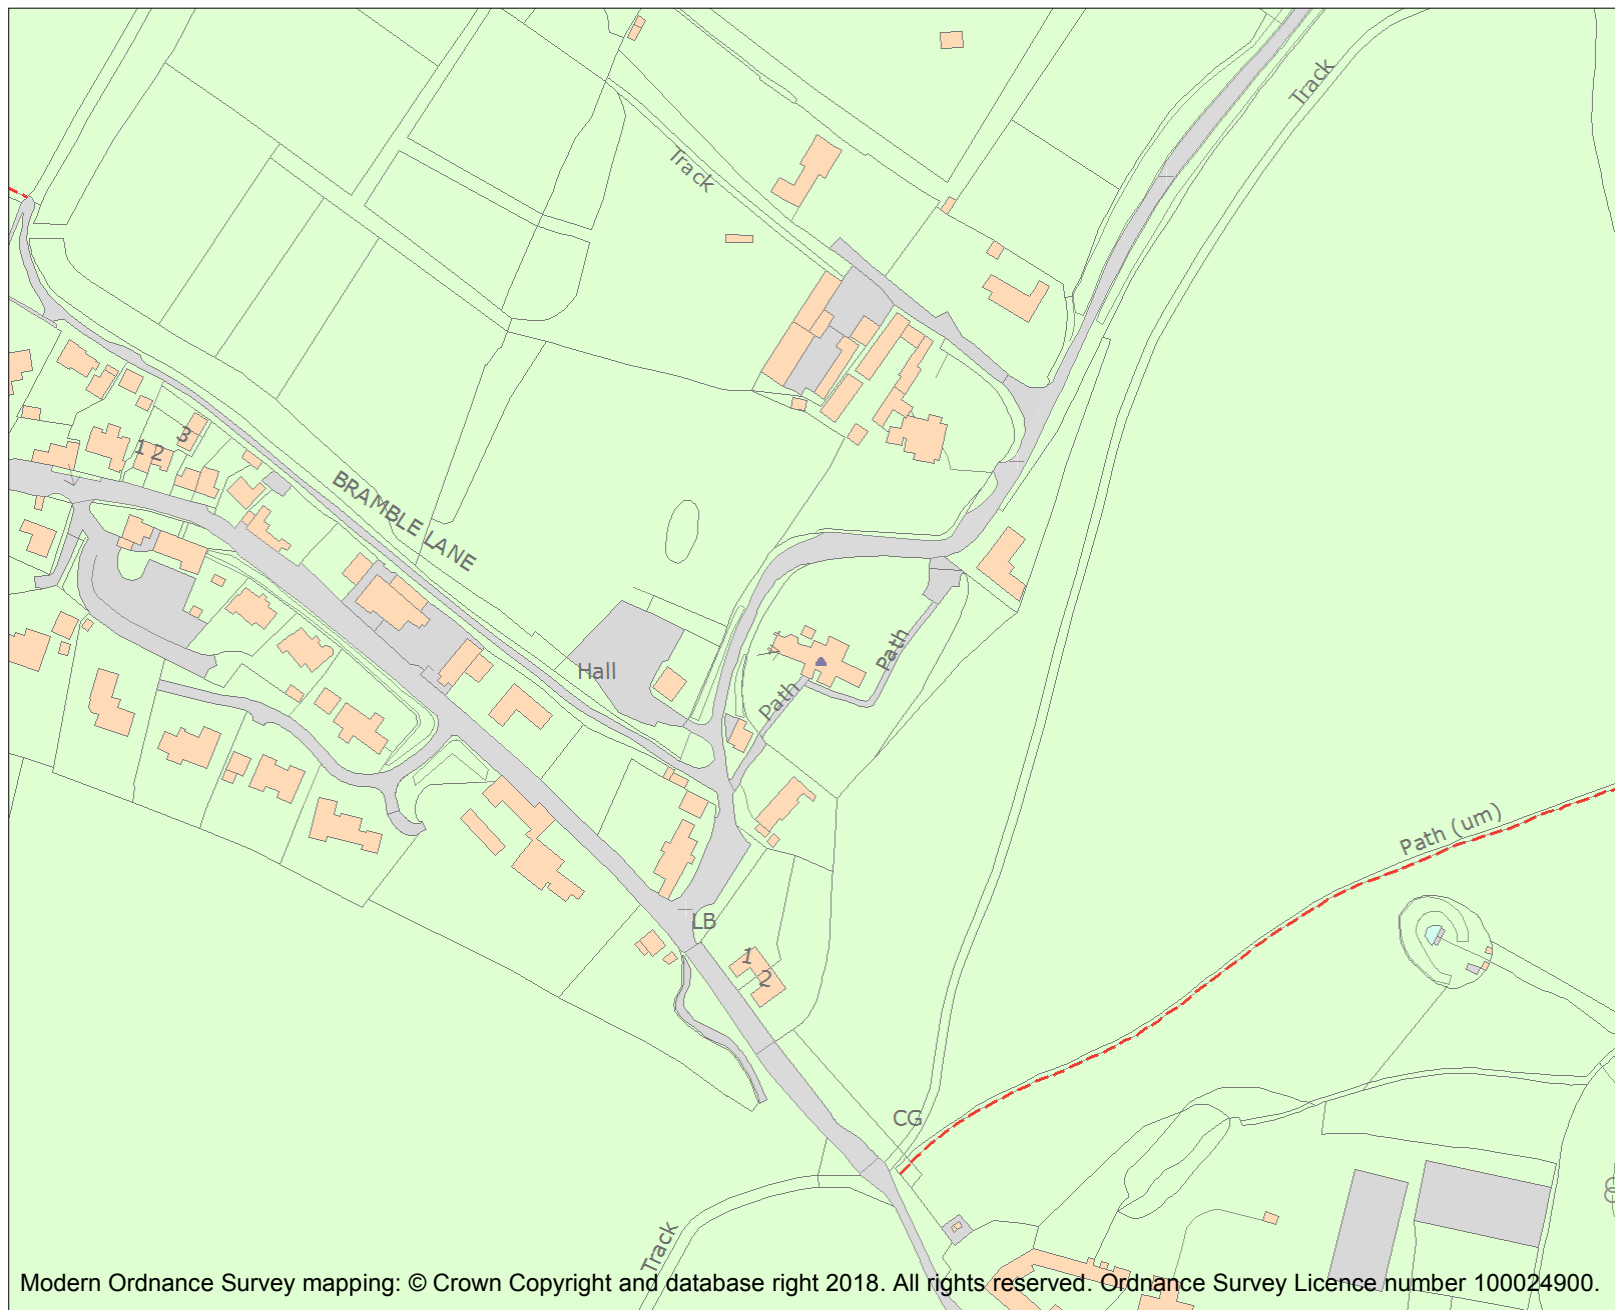 Track
Track
1 2
3
BRAMBLE LANE
Hall
Path
Path
Path (um)
LB
1
2
CG
Track
Modern Ordnance Survey mapping: © Crown Copyright and database right 2018. All rights reserved. Ordnance Survey Licence number 100024900.